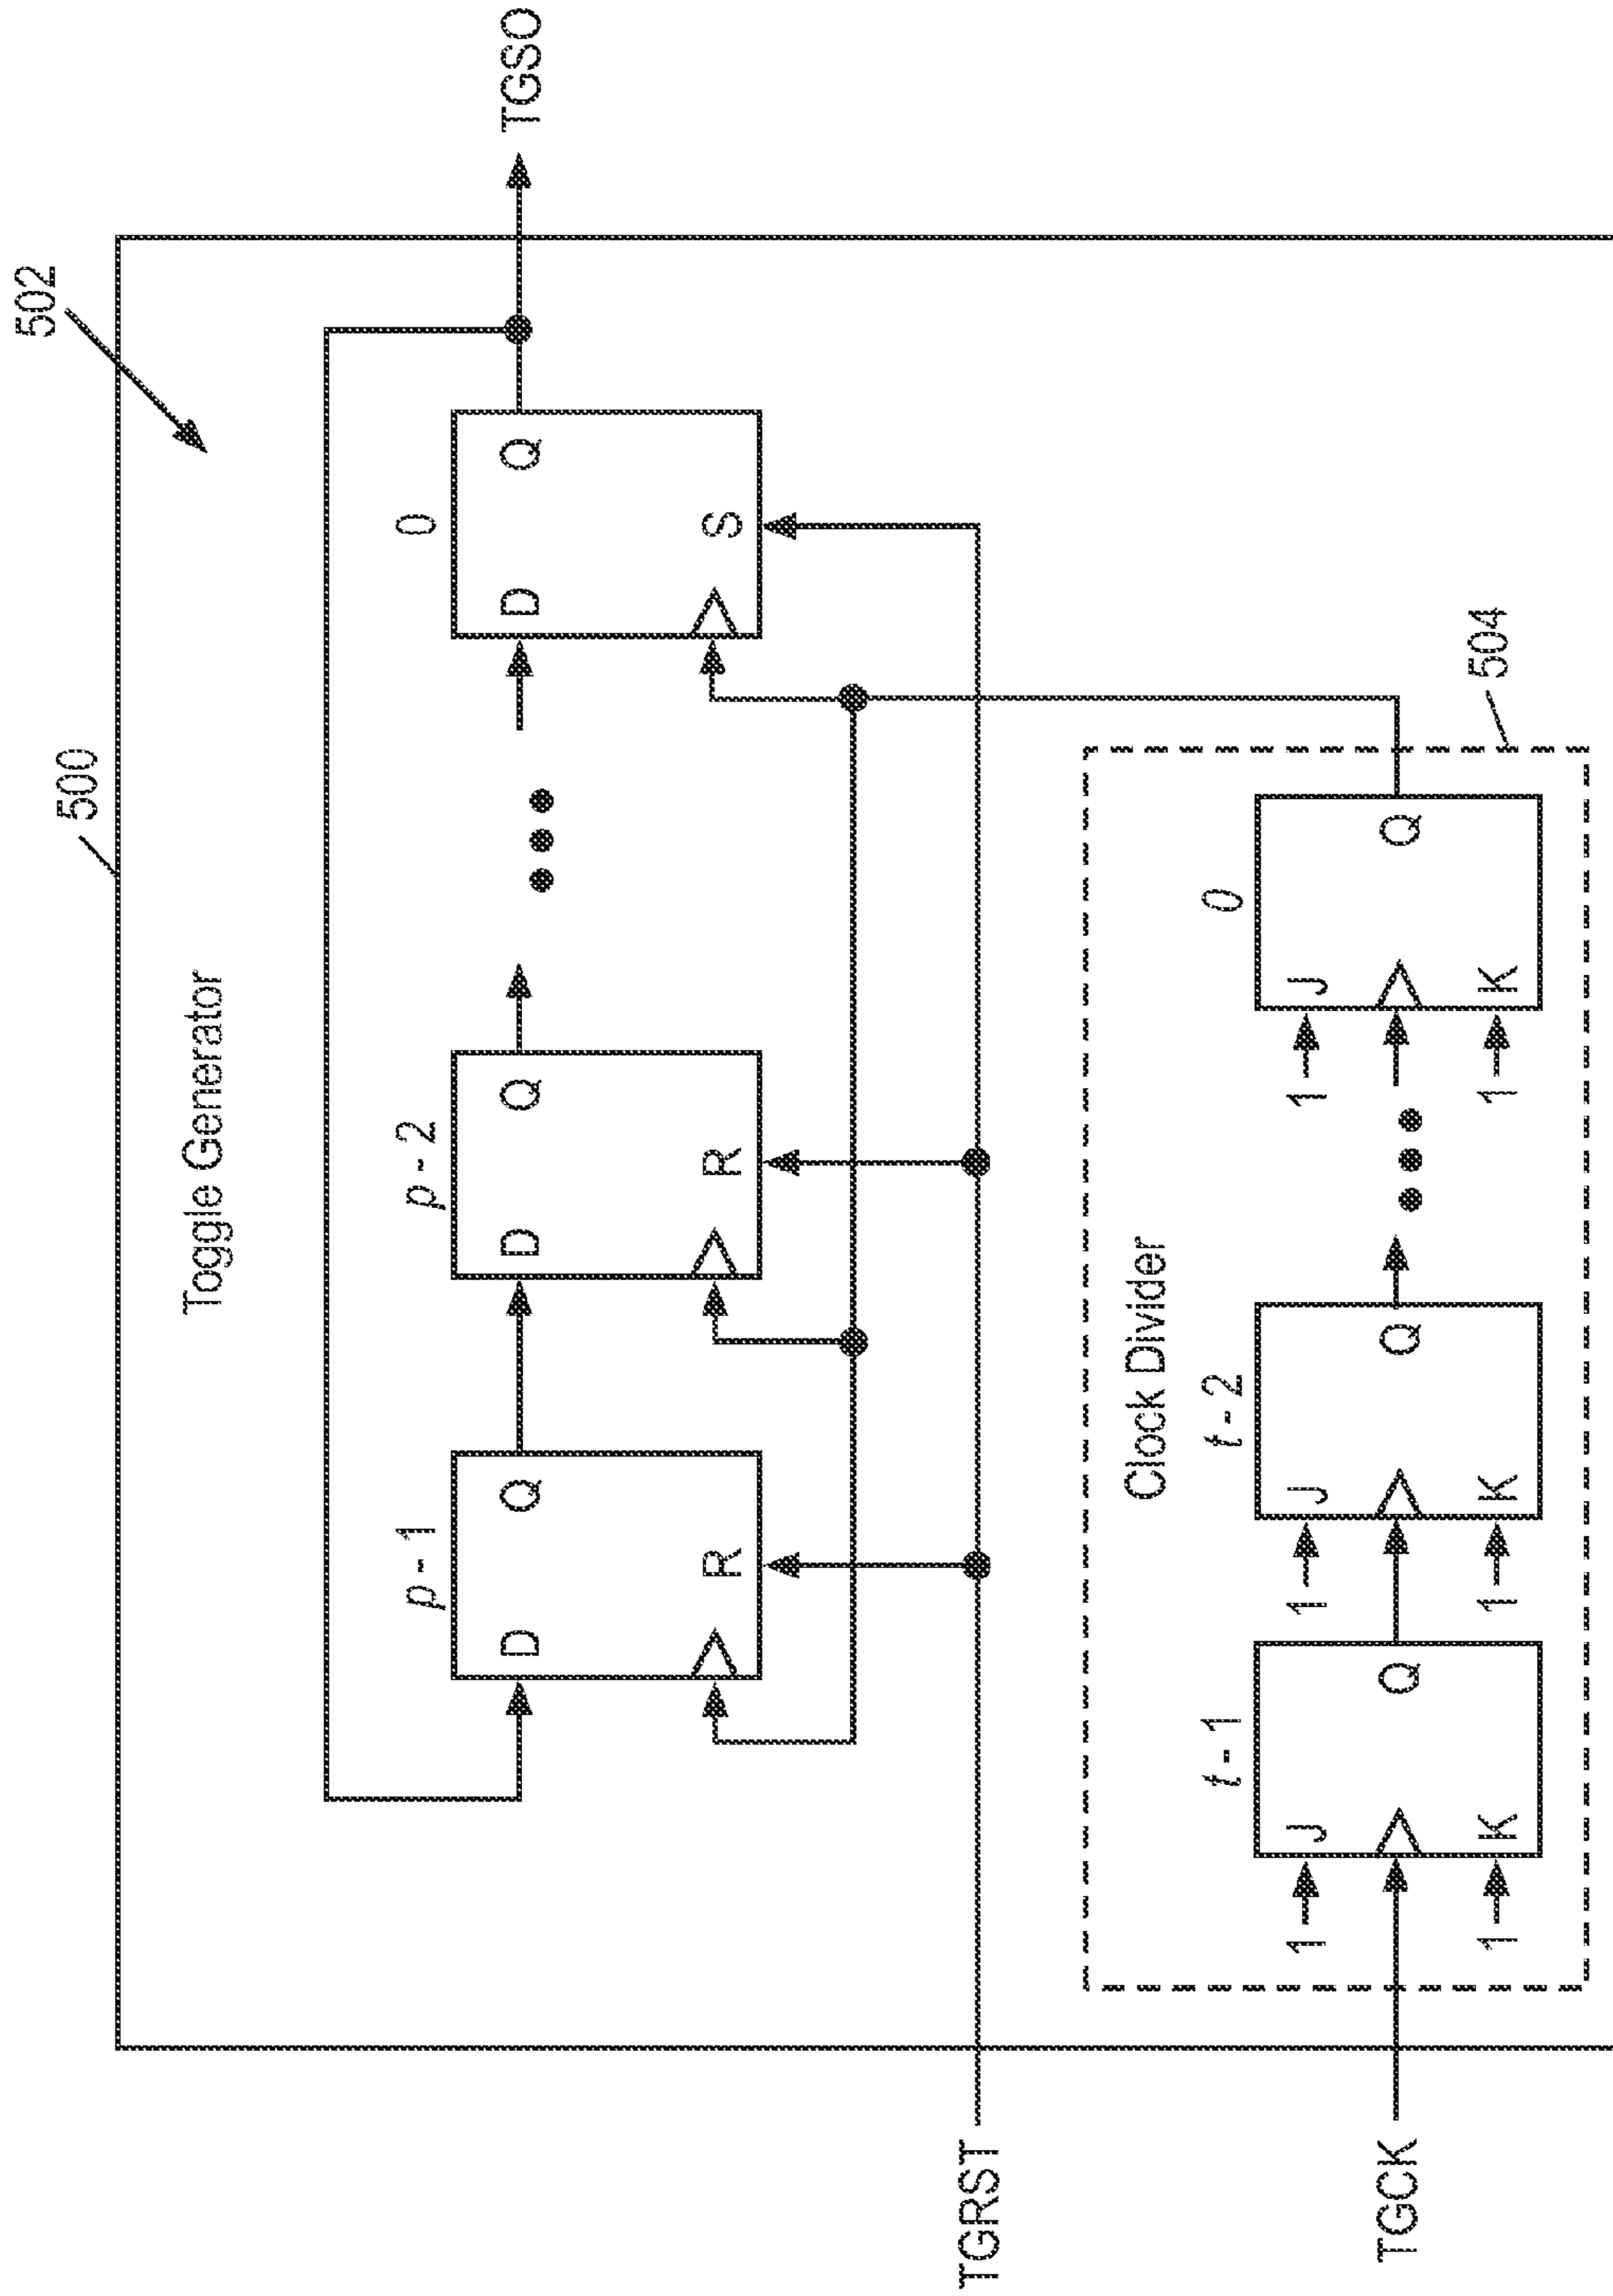 500
502
Toggle Generator
p - 1
p - 2
0
D Q
D Q
D Q
TGSO
R
R
S
TGRST
Clock Divider
504
t - 1
t - 2
0
1 J
1 J
1 J
TGCK
Q
Q
Q
1 K
1 K
1 K